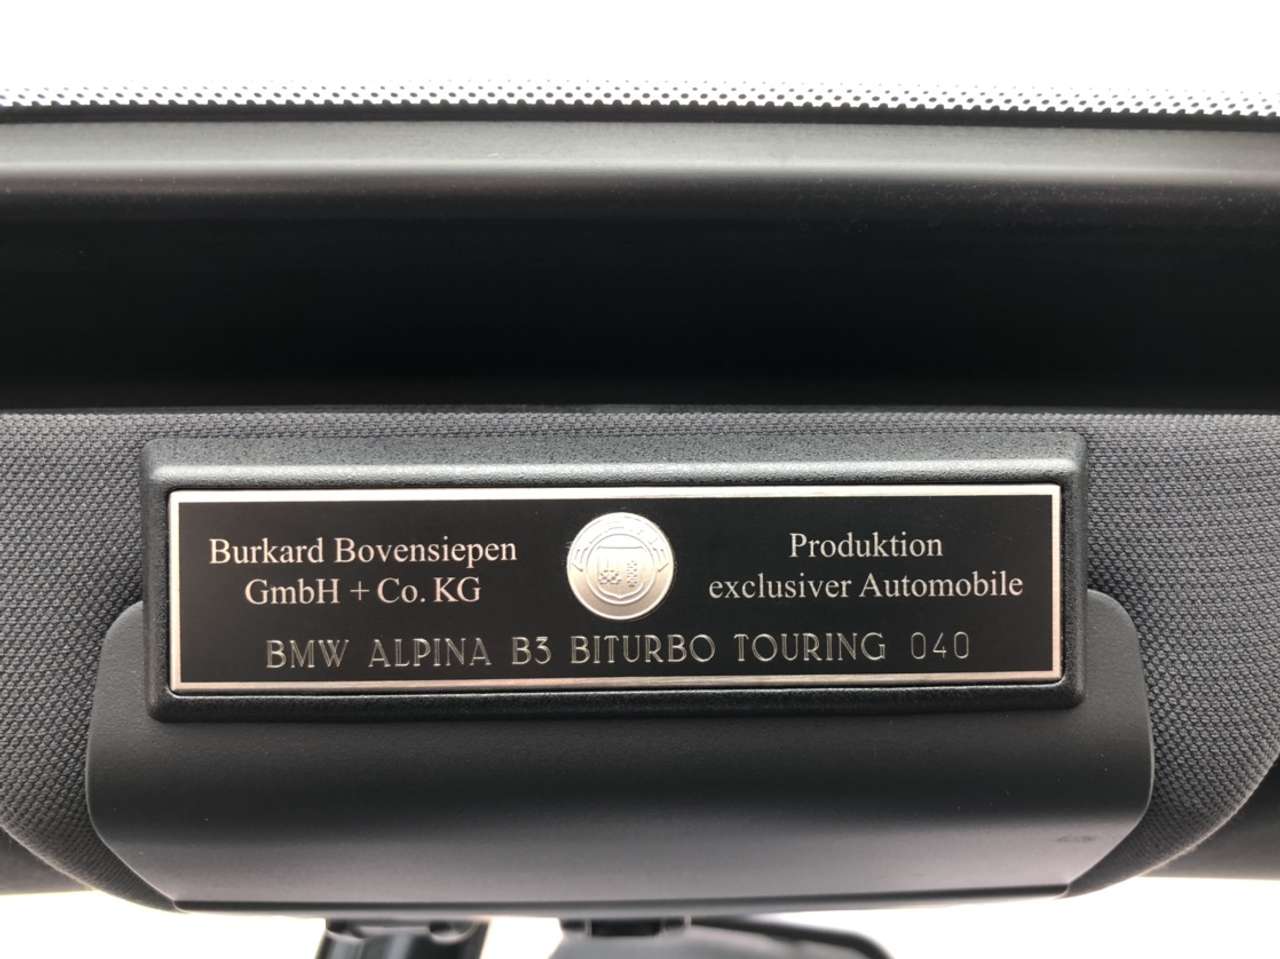 Burkard Bovensiepen
GmbH + Co. KG
Produktion
exclusiver Automobile
BMW ALPINA B3 BITURBO TOURING 040